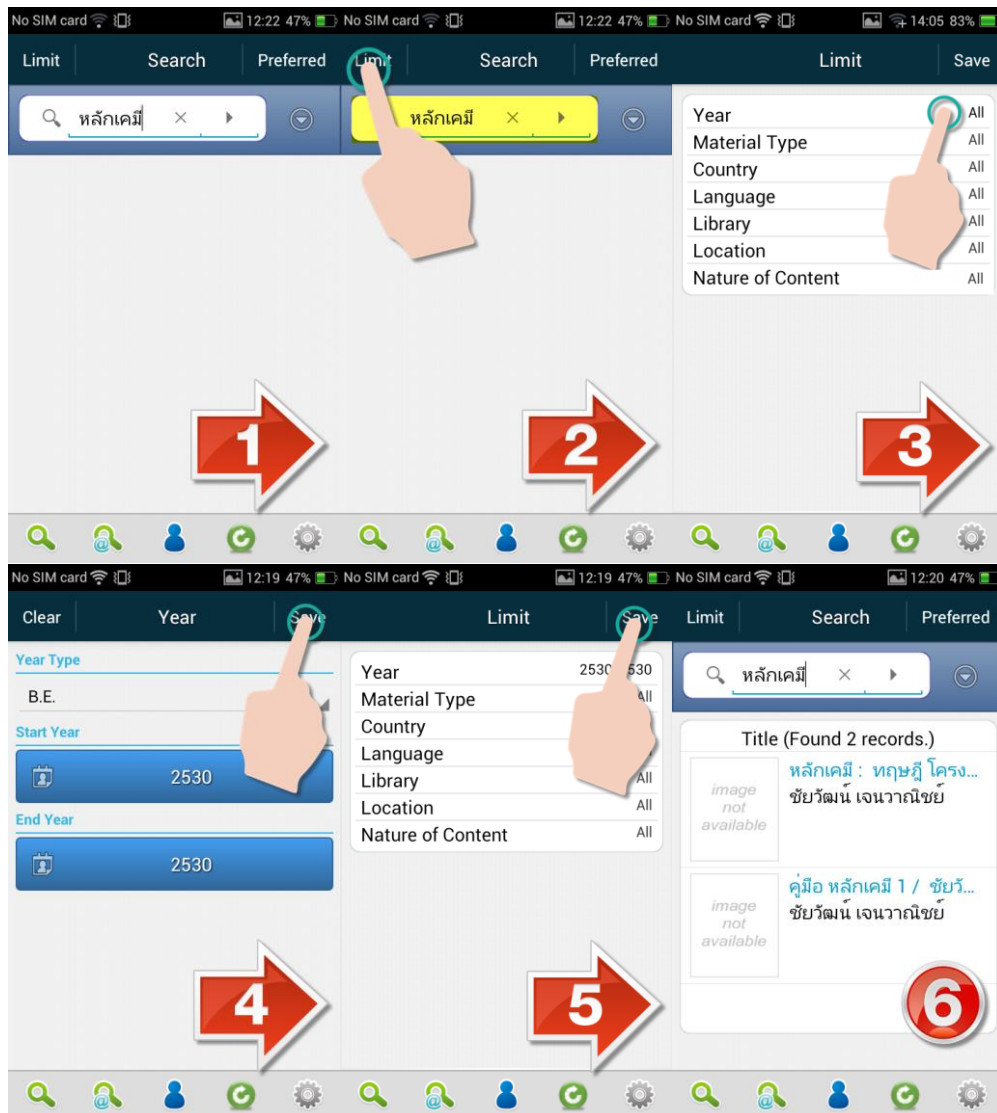 No SIM card 12:22 47%
Limit Search Preferred
หลักเคมี
1
No SIM card 12:22 47%
Limit Search Preferred
หลักเคมี
2
No SIM card 14:05 83%
Limit Save
Year All
Material Type All
Country All
Language All
Library All
Location All
Nature of Content All
3
No SIM card 12:19 47%
Clear Year Save
Year Type
B.E.
Start Year
2530
End Year
2530
4
No SIM card 12:19 47%
Limit Save
Year 2530 530
Material Type All
Country
Language
Library All
Location All
Nature of Content All
5
No SIM card 12:20 47%
Limit Search Preferred
หลักเคมี
Title (Found 2 records.)
image
not
available
หลักเคมี : ทฤษฎี โครง...
ชัยวัฒน์ เจนวาณิชย์
image
not
available
คู่มือ หลักเคมี 1 / ชัยวั...
ชัยวัฒน์ เจนวาณิชย์
6